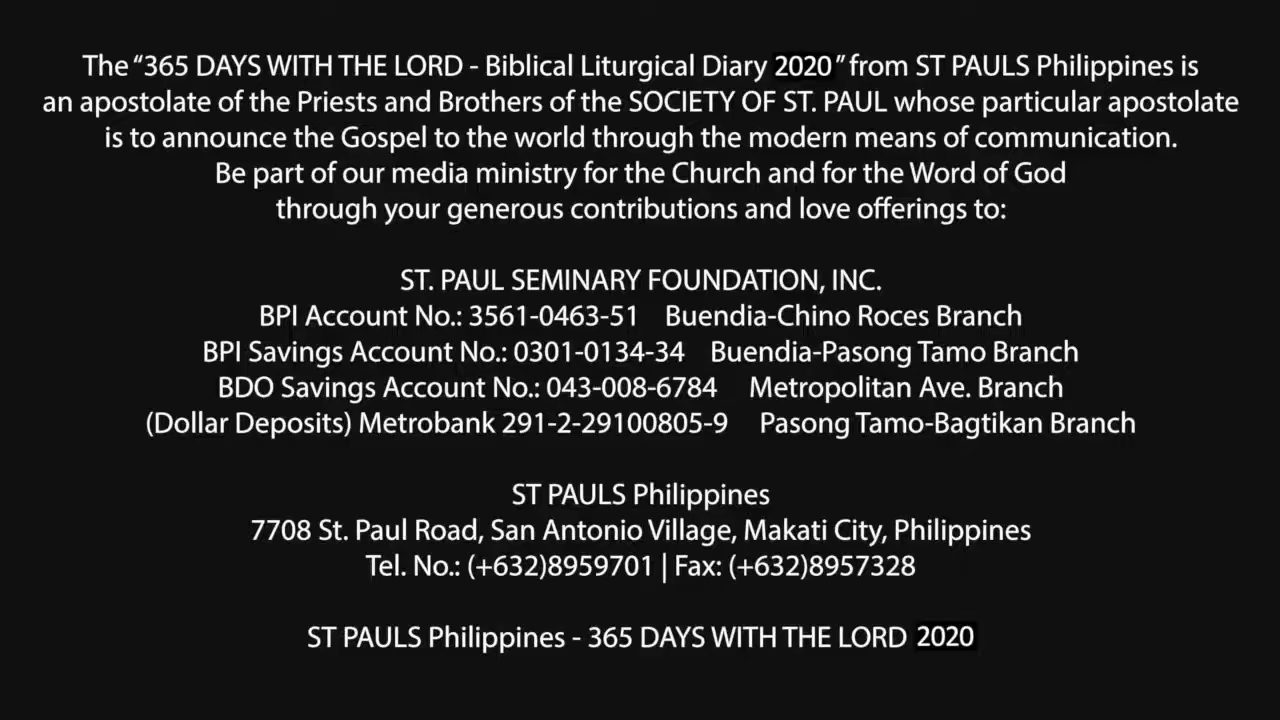 The “365 DAYS WITH THE LORD - Biblical Liturgical Diary 2020” from ST PAULS Philippines is
an apostolate of the Priests and Brothers of the SOCIETY OF ST. PAUL whose particular apostolate
is to announce the Gospel to the world through the modern means of communication.
Be part of our media ministry for the Church and for the Word of God
through your generous contributions and love offerings to:
ST. PAUL SEMINARY FOUNDATION, INC.
BPI Account No.: 3561-0463-51 Buendia-Chino Roces Branch
BPI Savings Account No.: 0301-0134-34 Buendia-Pasong Tamo Branch
BDO Savings Account No.: 043-008-6784 Metropolitan Ave. Branch
(Dollar Deposits) Metrobank 291-2-29100805-9 Pasong Tamo-Bagtikan Branch
ST PAULS Philippines
7708 St. Paul Road, San Antonio Village, Makati City, Philippines
Tel. No.: (+632)8959701 | Fax: (+632)8957328
ST PAULS Philippines - 365 DAYS WITH THE LORD 2020